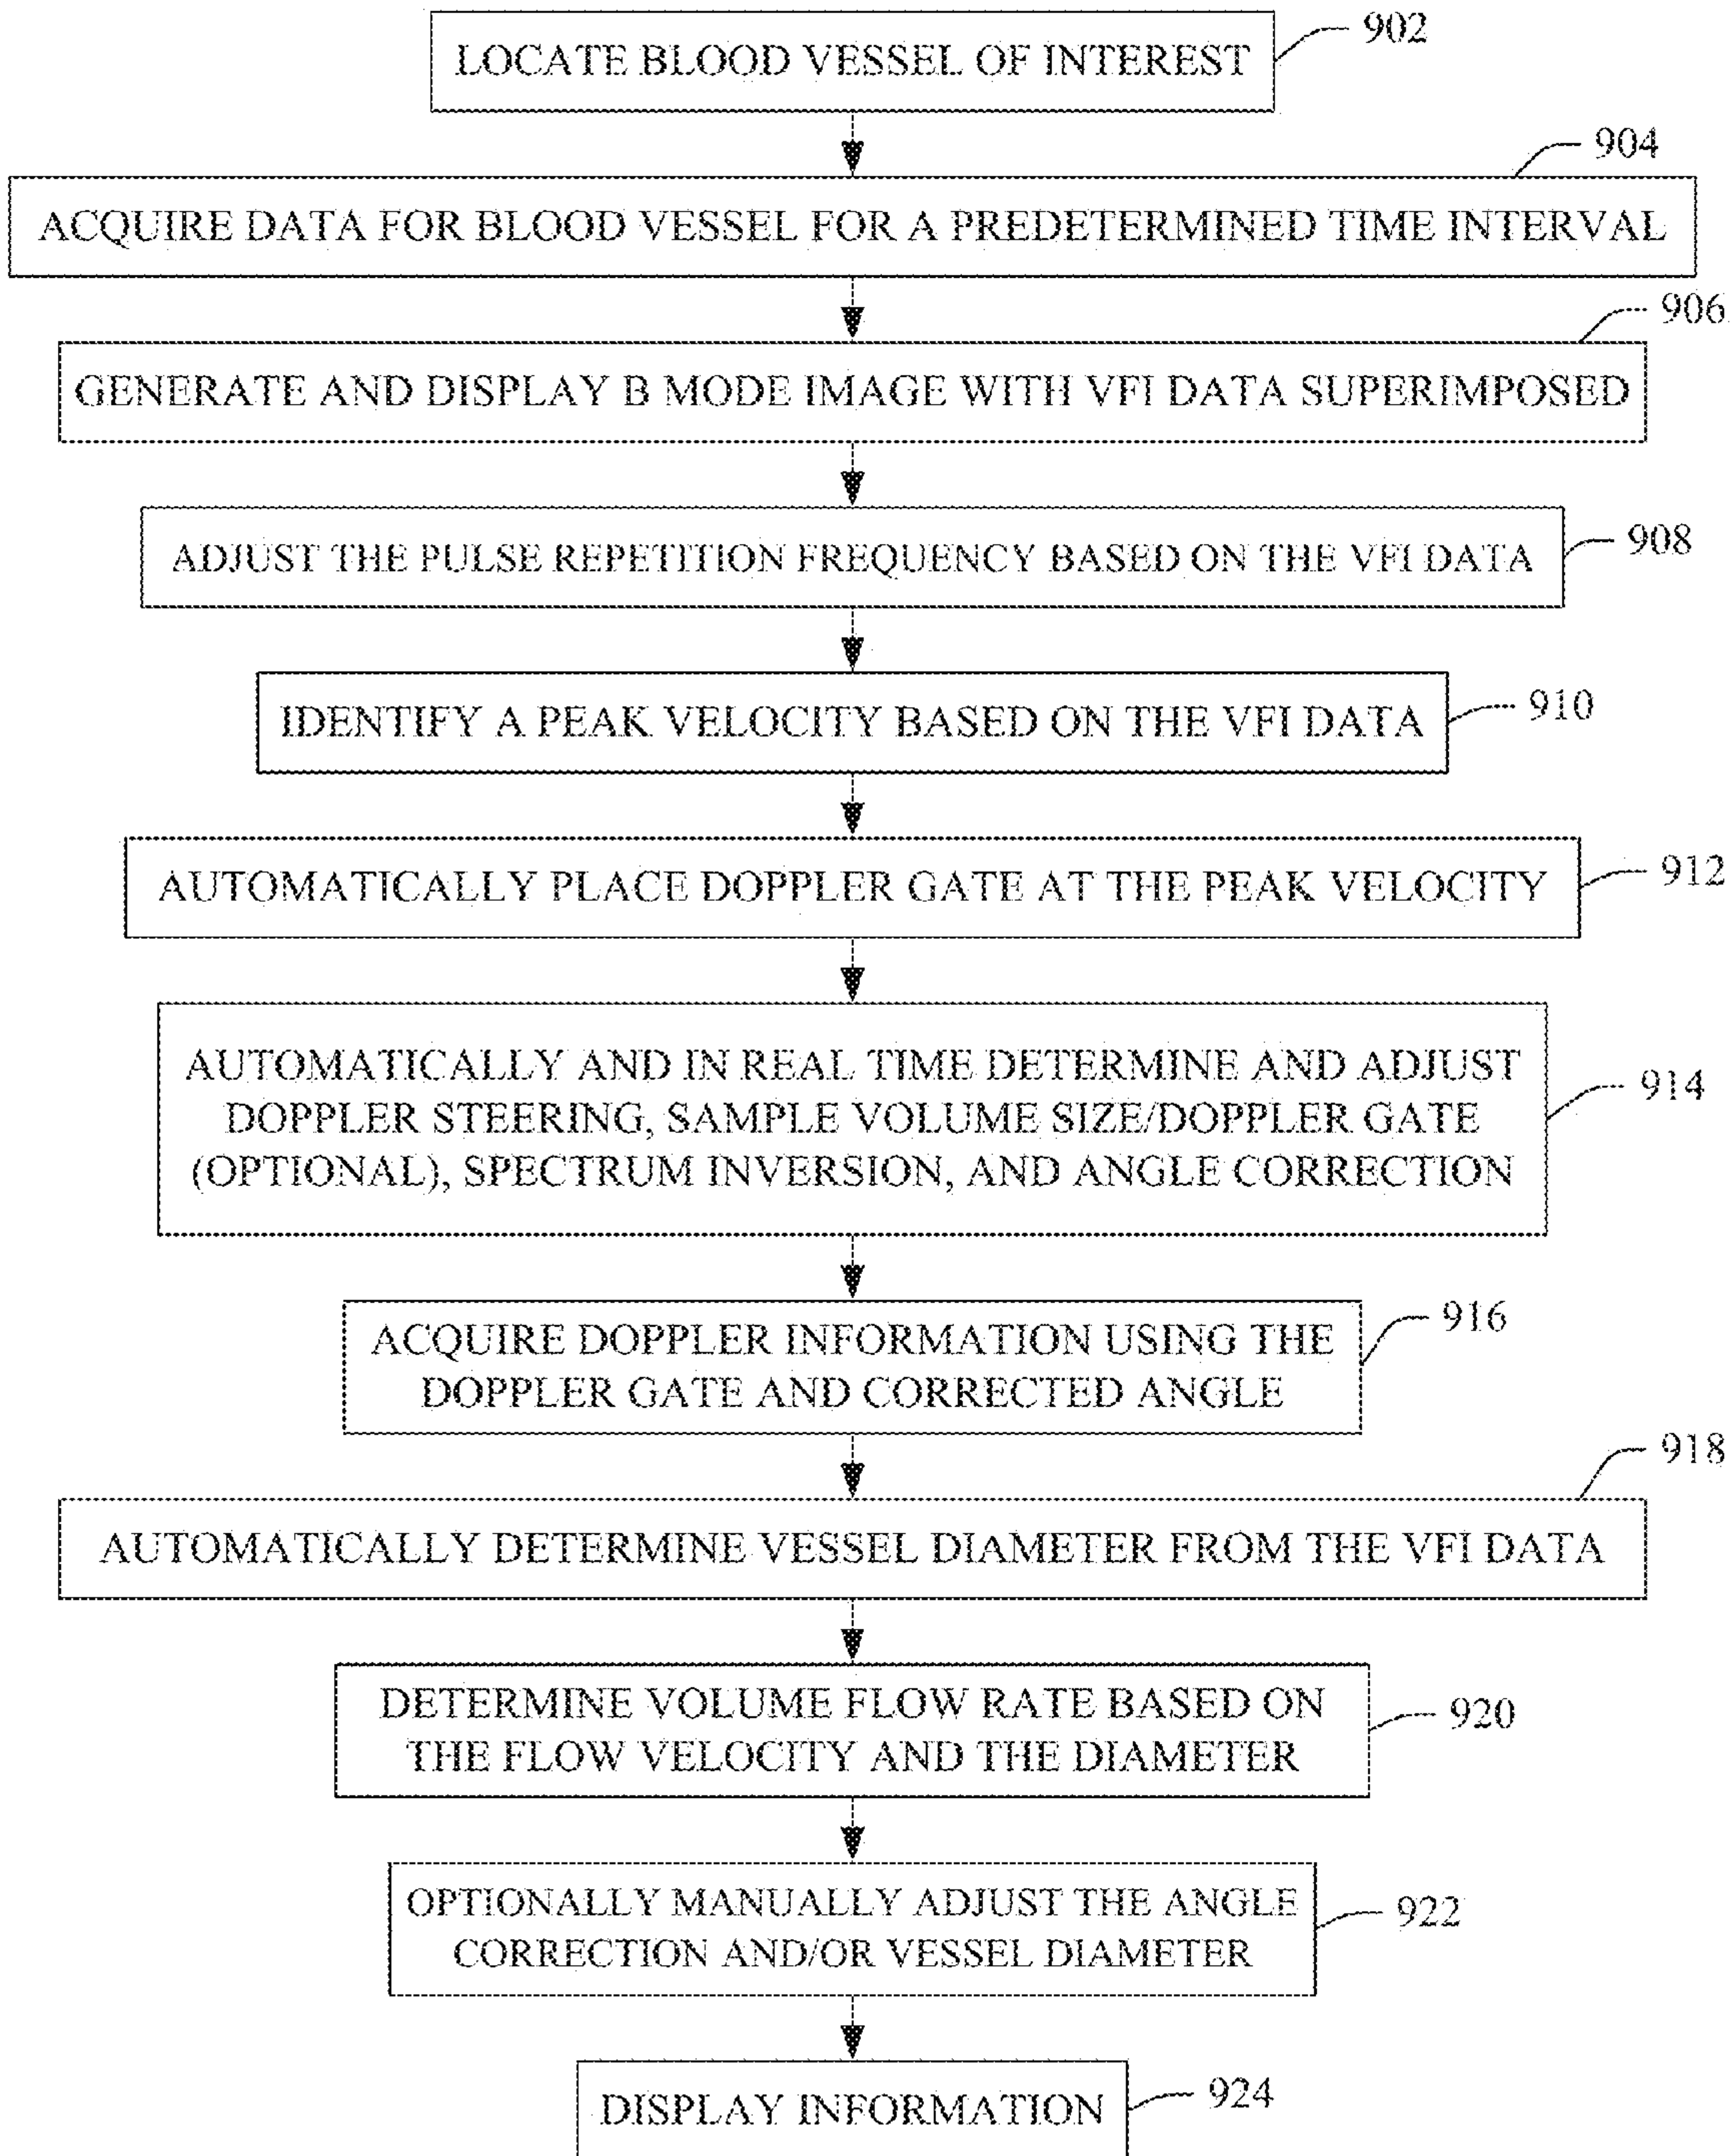 LOCATE BLOOD VESSEL OF INTEREST
902
ACQUIRE DATA FOR BLOOD VESSEL FOR A PREDETERMINED TIME INTERVAL
904
GENERATE AND DISPLAY B MODE IMAGE WITH VFI DATA SUPERIMPOSED
906
ADJUST THE PULSE REPETITION FREQUENCY BASED ON THE VFI DATA
908
IDENTIFY A PEAK VELOCITY BASED ON THE VFI DATA
910
AUTOMATICALLY PLACE DOPPLER GATE AT THE PEAK VELOCITY
912
AUTOMATICALLY AND IN REAL TIME DETERMINE AND ADJUST
DOPPLER STEERING, SAMPLE VOLUME SIZE/DOPPLER GATE
(OPTIONAL), SPECTRUM INVERSION, AND ANGLE CORRECTION
914
ACQUIRE DOPPLER INFORMATION USING THE
DOPPLER GATE AND CORRECTED ANGLE
916
AUTOMATICALLY DETERMINE VESSEL DIAMETER FROM THE VFI DATA
918
DETERMINE VOLUME FLOW RATE BASED ON
THE FLOW VELOCITY AND THE DIAMETER
920
OPTIONALLY MANUALLY ADJUST THE ANGLE
CORRECTION AND/OR VESSEL DIAMETER
922
DISPLAY INFORMATION
924